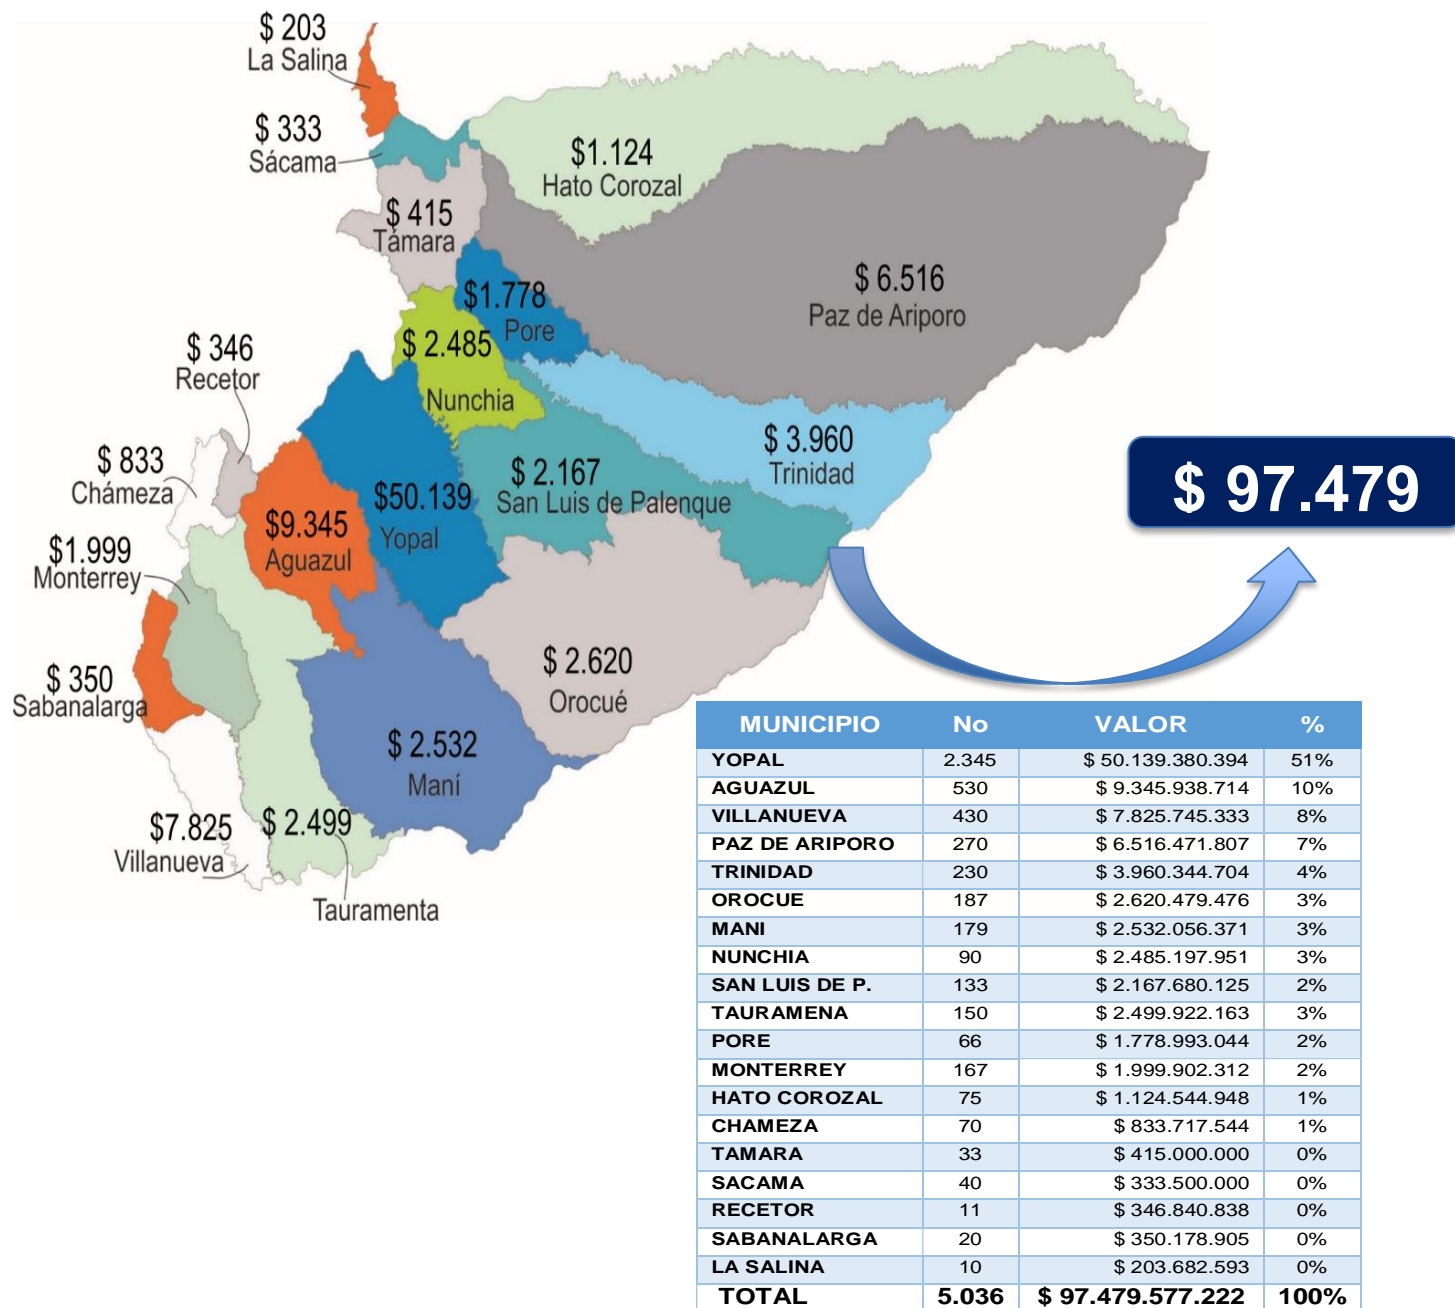 $ 203
La Salina
$ 333
Sácama
$1.124
Hato Corozal
$ 415
Támara
$ 6.516
Paz de Ariporo
$1.778
Pore
$ 2.485
Nunchia
$ 346
Recetor
$ 3.960
Trinidad
$ 833
Chámeza
$ 2.167
San Luis de Palenque
$50.139
Yopal
$ 97.479
$9.345
Aguazul
$1.999
Monterrey
$ 2.620
Orocué
$ 350
Sabanalarga
$ 2.532
Maní
$7.825
Villanueva
$ 2.499
Tauramenta
MUNICIPIO No VALOR %
YOPAL 2.345 $ 50.139.380.394 51%
AGUAZUL 530 $ 9.345.938.714 10%
VILLANUEVA 430 $ 7.825.745.333 8%
PAZ DE ARIPORO 270 $ 6.516.471.807 7%
TRINIDAD 230 $ 3.960.344.704 4%
OROCUE 187 $ 2.620.479.476 3%
MANI 179 $ 2.532.056.371 3%
NUNCHIA 90 $ 2.485.197.951 3%
SAN LUIS DE P. 133 $ 2.167.680.125 2%
TAURAMENA 150 $ 2.499.922.163 3%
PORE 66 $ 1.778.993.044 2%
MONTERREY 167 $ 1.999.902.312 2%
HATO COROZAL 75 $ 1.124.544.948 1%
CHAMEZA 70 $ 833.717.544 1%
TAMARA 33 $ 415.000.000 0%
SACAMA 40 $ 333.500.000 0%
RECETOR 11 $ 346.840.838 0%
SABANALARGA 20 $ 350.178.905 0%
LA SALINA 10 $ 203.682.593 0%
TOTAL 5.036 $ 97.479.577.222 100%